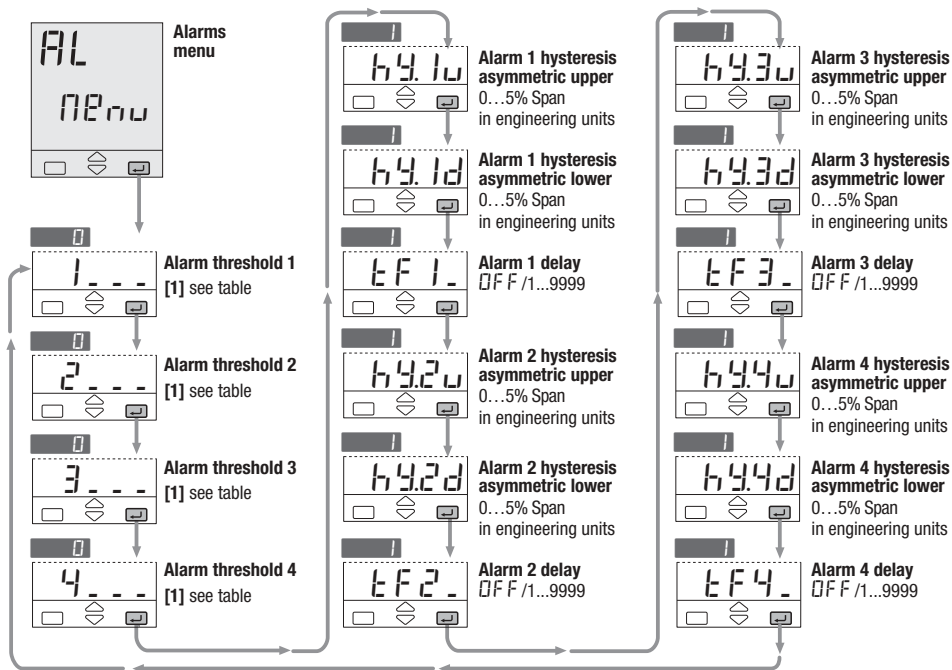 AL
MEnu
Alarms
menu
0
1_ _ _
Alarm threshold 1
[1] see table
0
2_ _ _
Alarm threshold 2
[1] see table
0
3_ _ _
Alarm threshold 3
[1] see table
0
4_ _ _
Alarm threshold 4
[1] see table
1
hy.1u
Alarm 1 hysteresis
asymmetric upper
0…5% Span
in engineering units
1
hy.1d
Alarm 1 hysteresis
asymmetric lower
0…5% Span
in engineering units
1
tF1_
Alarm 1 delay
OFF/1...9999
1
hy.2u
Alarm 2 hysteresis
asymmetric upper
0…5% Span
in engineering units
1
hy.2d
Alarm 2 hysteresis
asymmetric lower
0…5% Span
in engineering units
1
tF2_
Alarm 2 delay
OFF/1...9999
1
hy.3u
Alarm 3 hysteresis
asymmetric upper
0…5% Span
in engineering units
1
hy.3d
Alarm 3 hysteresis
asymmetric lower
0…5% Span
in engineering units
1
tF3_
Alarm 3 delay
OFF/1...9999
1
hy.4u
Alarm 4 hysteresis
asymmetric upper
0…5% Span
in engineering units
1
hy.4d
Alarm 4 hysteresis
asymmetric lower
0…5% Span
in engineering units
1
tF4_
Alarm 4 delay
OFF/1...9999